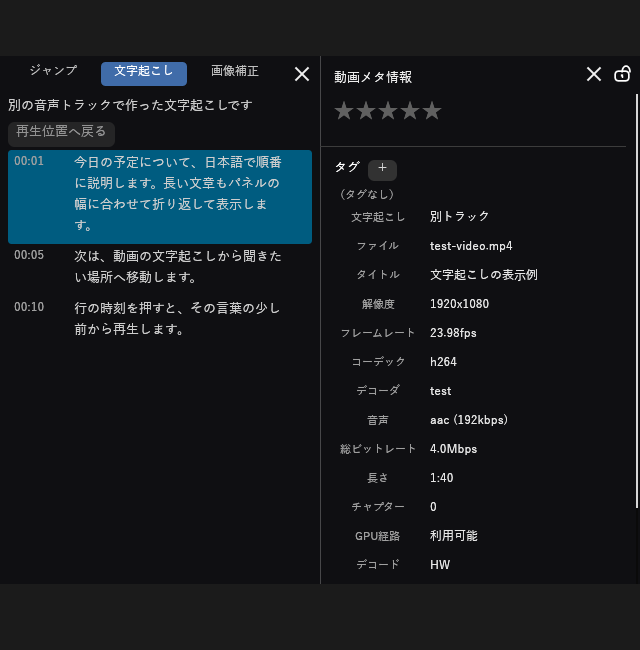 ジャンプ
文字起こし
画像補正
別の音声トラックで作った文字起こしです
再生位置へ戻る
00:01
今日の予定について、日本語で順番
に説明します。長い文章もパネルの
幅に合わせて折り返して表示しま
す。
00:05
次は、動画の文字起こしから聞きた
い場所へ移動します。
00:10
行の時刻を押すと、その言葉の少し
前から再生します。
動画メタ情報
★★★★★
タグ +
（タグなし）
文字起こし 別トラック
ファイル test-video.mp4
タイトル 文字起こしの表示例
解像度 1920x1080
フレームレート 23.98fps
コーデック h264
デコーダ test
音声 aac (192kbps)
総ビットレート 4.0Mbps
長さ 1:40
チャプター 0
GPU経路 利用可能
デコード HW